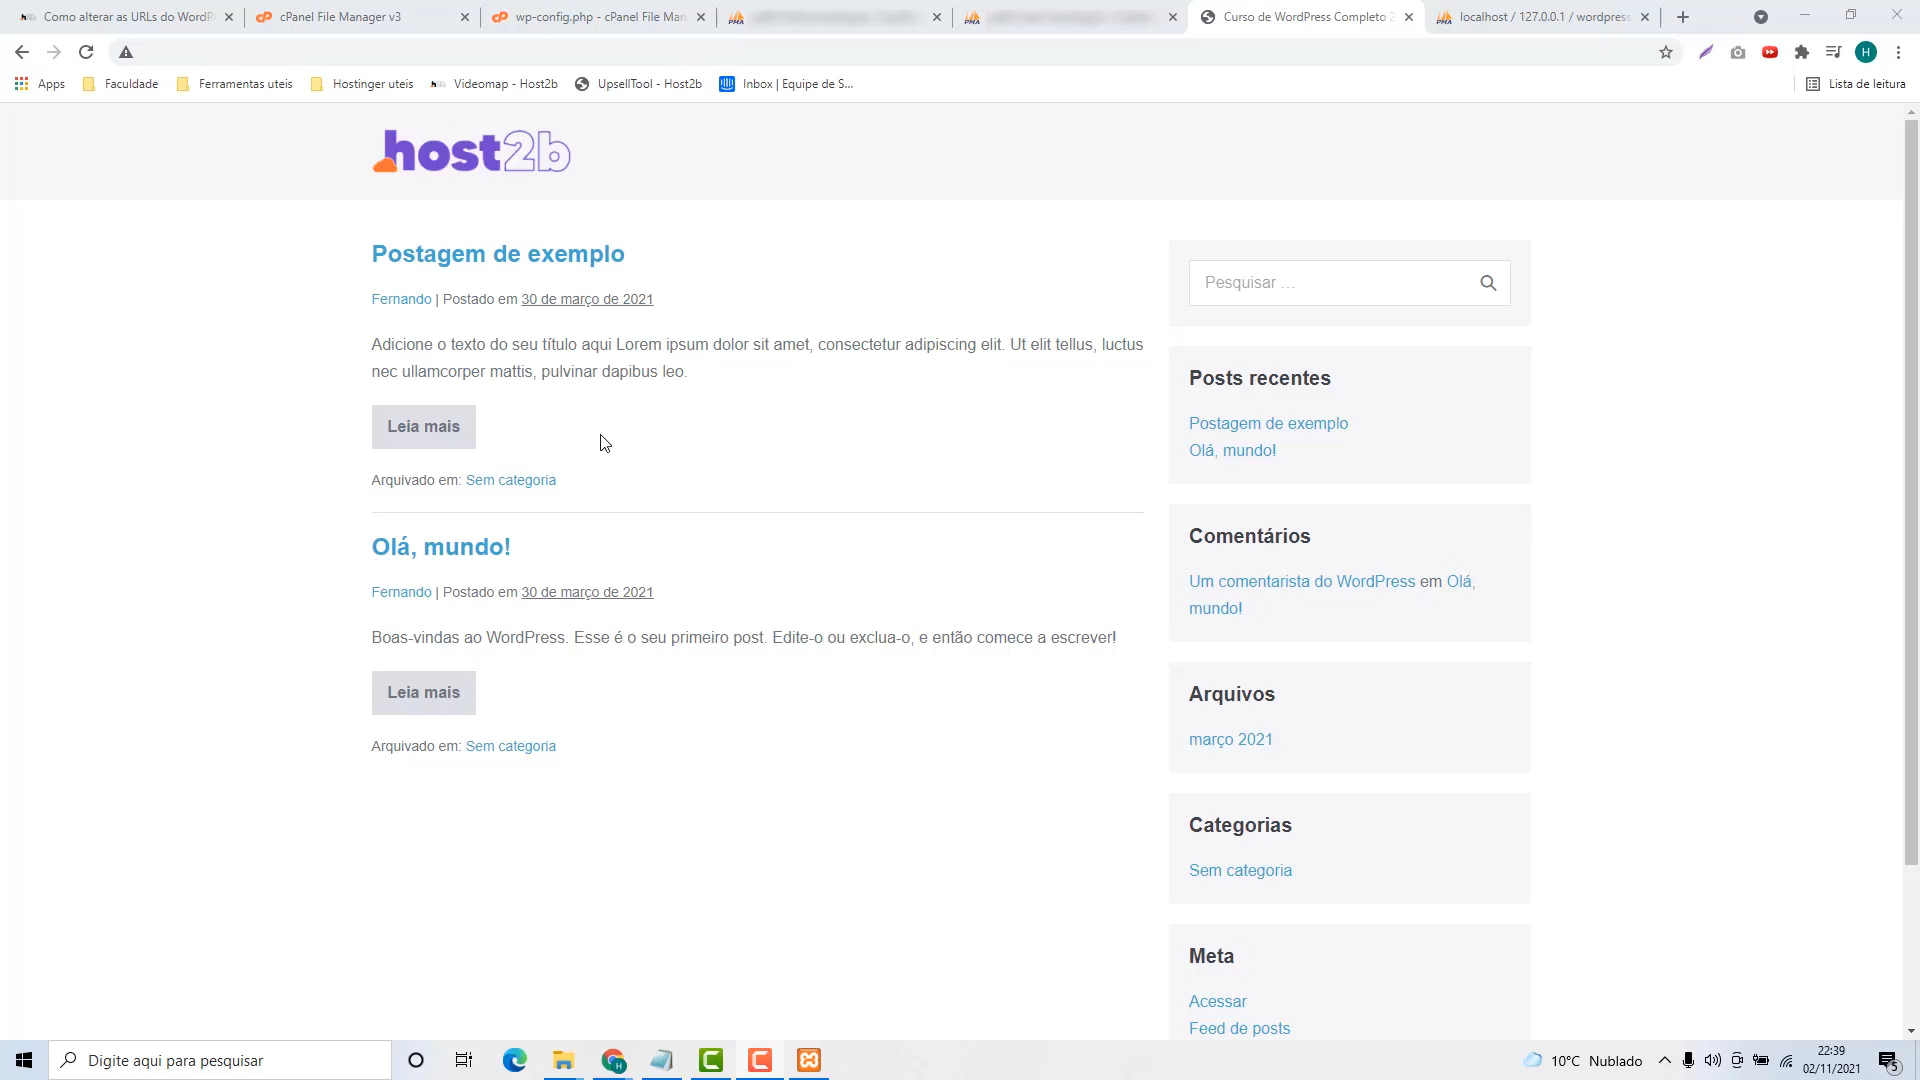 Como alterar as URLs do WordP
cPanel File Manager v3
wp-config.php - cPanel File Man
Curso de WordPress Completo 2
localhost / 127.0.0.1 / wordpress
H
Apps
Faculdade
Ferramentas uteis
Hostinger uteis
Videomap - Host2b
UpsellTool - Host2b
Inbox | Equipe de S...
Lista de leitura
host2b
Postagem de exemplo
Fernando | Postado em 30 de março de 2021
Adicione o texto do seu título aqui Lorem ipsum dolor sit amet, consectetur adipiscing elit. Ut elit tellus, luctus
nec ullamcorper mattis, pulvinar dapibus leo.
Leia mais
Arquivado em: Sem categoria
Olá, mundo!
Fernando | Postado em 30 de março de 2021
Boas-vindas ao WordPress. Esse é o seu primeiro post. Edite-o ou exclua-o, e então comece a escrever!
Leia mais
Arquivado em: Sem categoria
Pesquisar ...
Posts recentes
Postagem de exemplo
Olá, mundo!
Comentários
Um comentarista do WordPress em Olá,
mundo!
Arquivos
março 2021
Categorias
Sem categoria
Meta
Acessar
Feed de posts
Digite aqui para pesquisar
10°C Nublado
22:39
02/11/2021
5